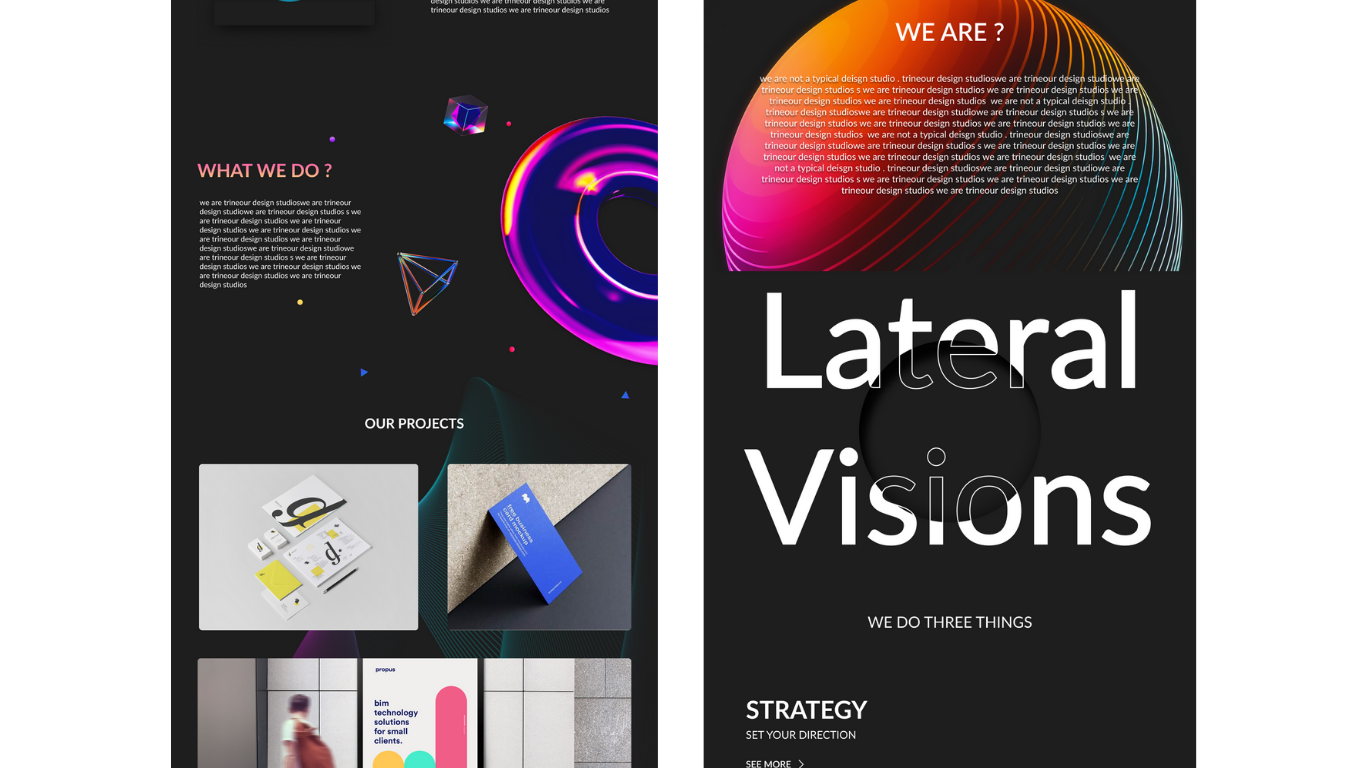 trineour design studios we are trineour design studios
WHAT WE DO ?
we are trineour design studioswe are trineour
design studiowe are trineour design studios s we
are trineour design studios we are trineour
design studios we are trineour design studios we
are trineour design studios we are trineour
design studioswe are trineour design studiowe
are trineour design studios s we are trineour
design studios we are trineour design studios we
are trineour design studios we are trineour
design studios
OUR PROJECTS
free business
card mockup
propus
bim
technology
solutions
for small
clients.
WE ARE ?
we are not a typical deisgn studio . trineour design studioswe are trineour design studiowe are
trineour design studios s we are trineour design studios we are trineour design studios we are
trineour design studios we are trineour design studios we are not a typical deisgn studio .
trineour design studioswe are trineour design studiowe are trineour design studios s we are
trineour design studios we are trineour design studios we are trineour design studios we are
trineour design studios we are not a typical deisgn studio . trineour design studioswe are
trineour design studiowe are trineour design studios s we are trineour design studios we are
trineour design studios we are trineour design studios we are trineour design studios we are
not a typical deisgn studio . trineour design studioswe are trineour design studiowe are
trineour design studios s we are trineour design studios we are trineour design studios we are
trineour design studios we are trineour design studios
Lateral
Visions
WE DO THREE THINGS
STRATEGY
SET YOUR DIRECTION
SEE MORE